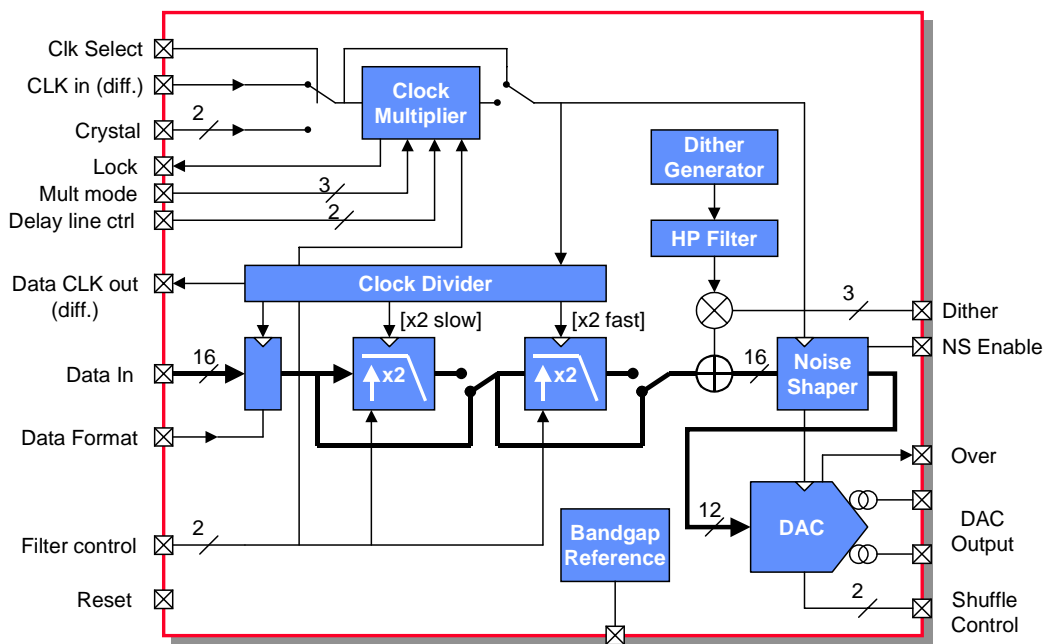 Clk Select
CLK in (diff.)
2
Crystal
Lock
Mult mode
3
Delay line ctrl
2
Clock
Multiplier
Dither
Generator
HP Filter
Data CLK out
(diff.)
Clock Divider
[x2 slow]
[x2 fast]
3
Dither
NS Enable
Data In
16
x2
x2
16
Noise
Shaper
Data Format
Over
12
DAC
DAC
Output
Filter control
2
Bandgap
Reference
Reset
2
Shuffle
Control